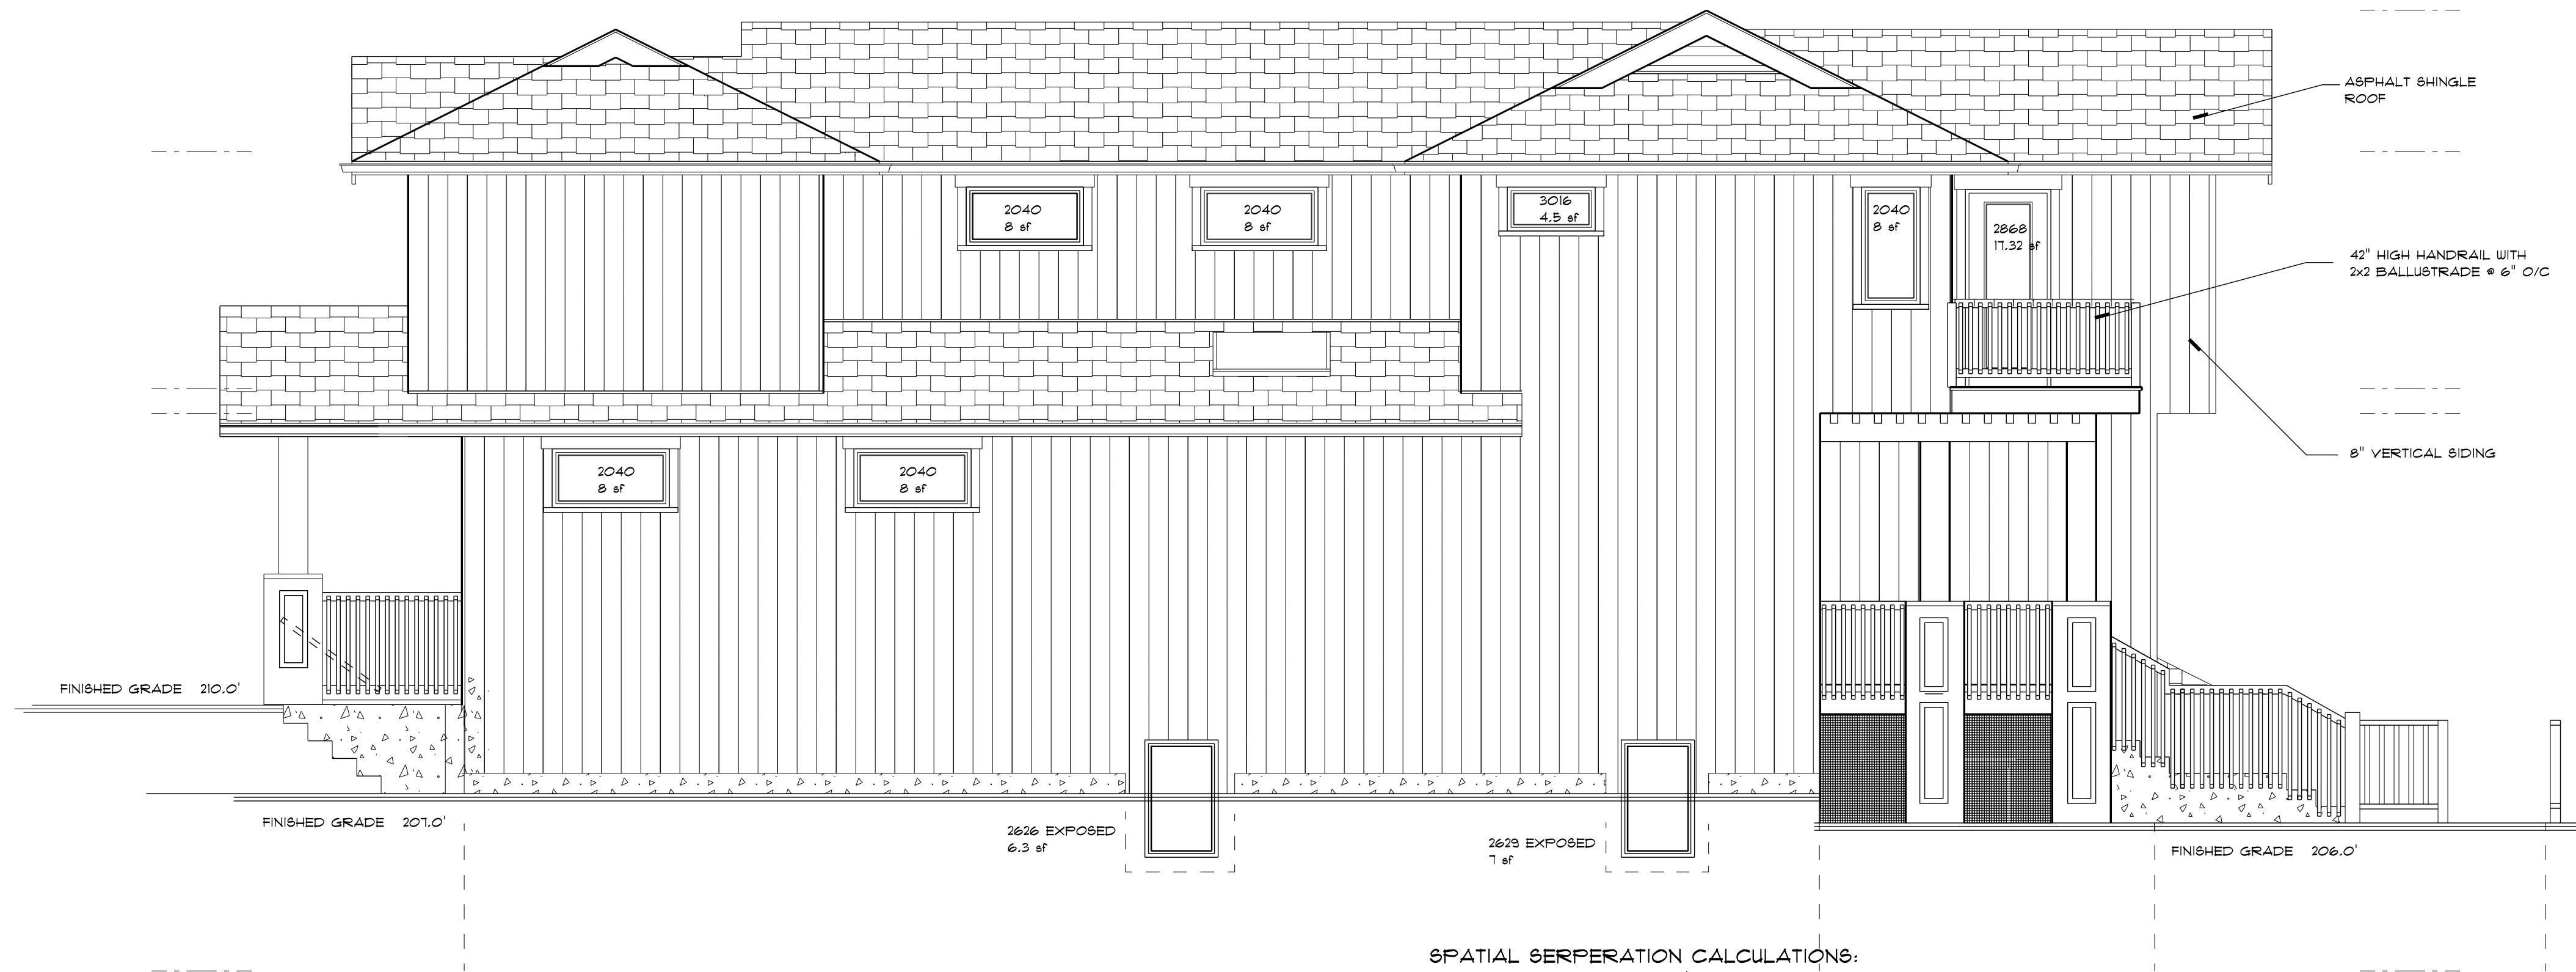 ASPHALT SHINGLE
ROOF
2040
8 sf
2040
8 sf
3016
4.5 sf
2040
8 sf
2868
17.32 sf
42" HIGH HANDRAIL WITH
2x2 BALLUSTRADE @ 6" O/C
8" VERTICAL SIDING
2040
8 sf
2040
8 sf
FINISHED GRADE 210.0'
FINISHED GRADE 207.0'
2626 EXPOSED
6.3 sf
2629 EXPOSED
7 sf
FINISHED GRADE 206.0'
SPATIAL SERPERATION CALCULATIONS: